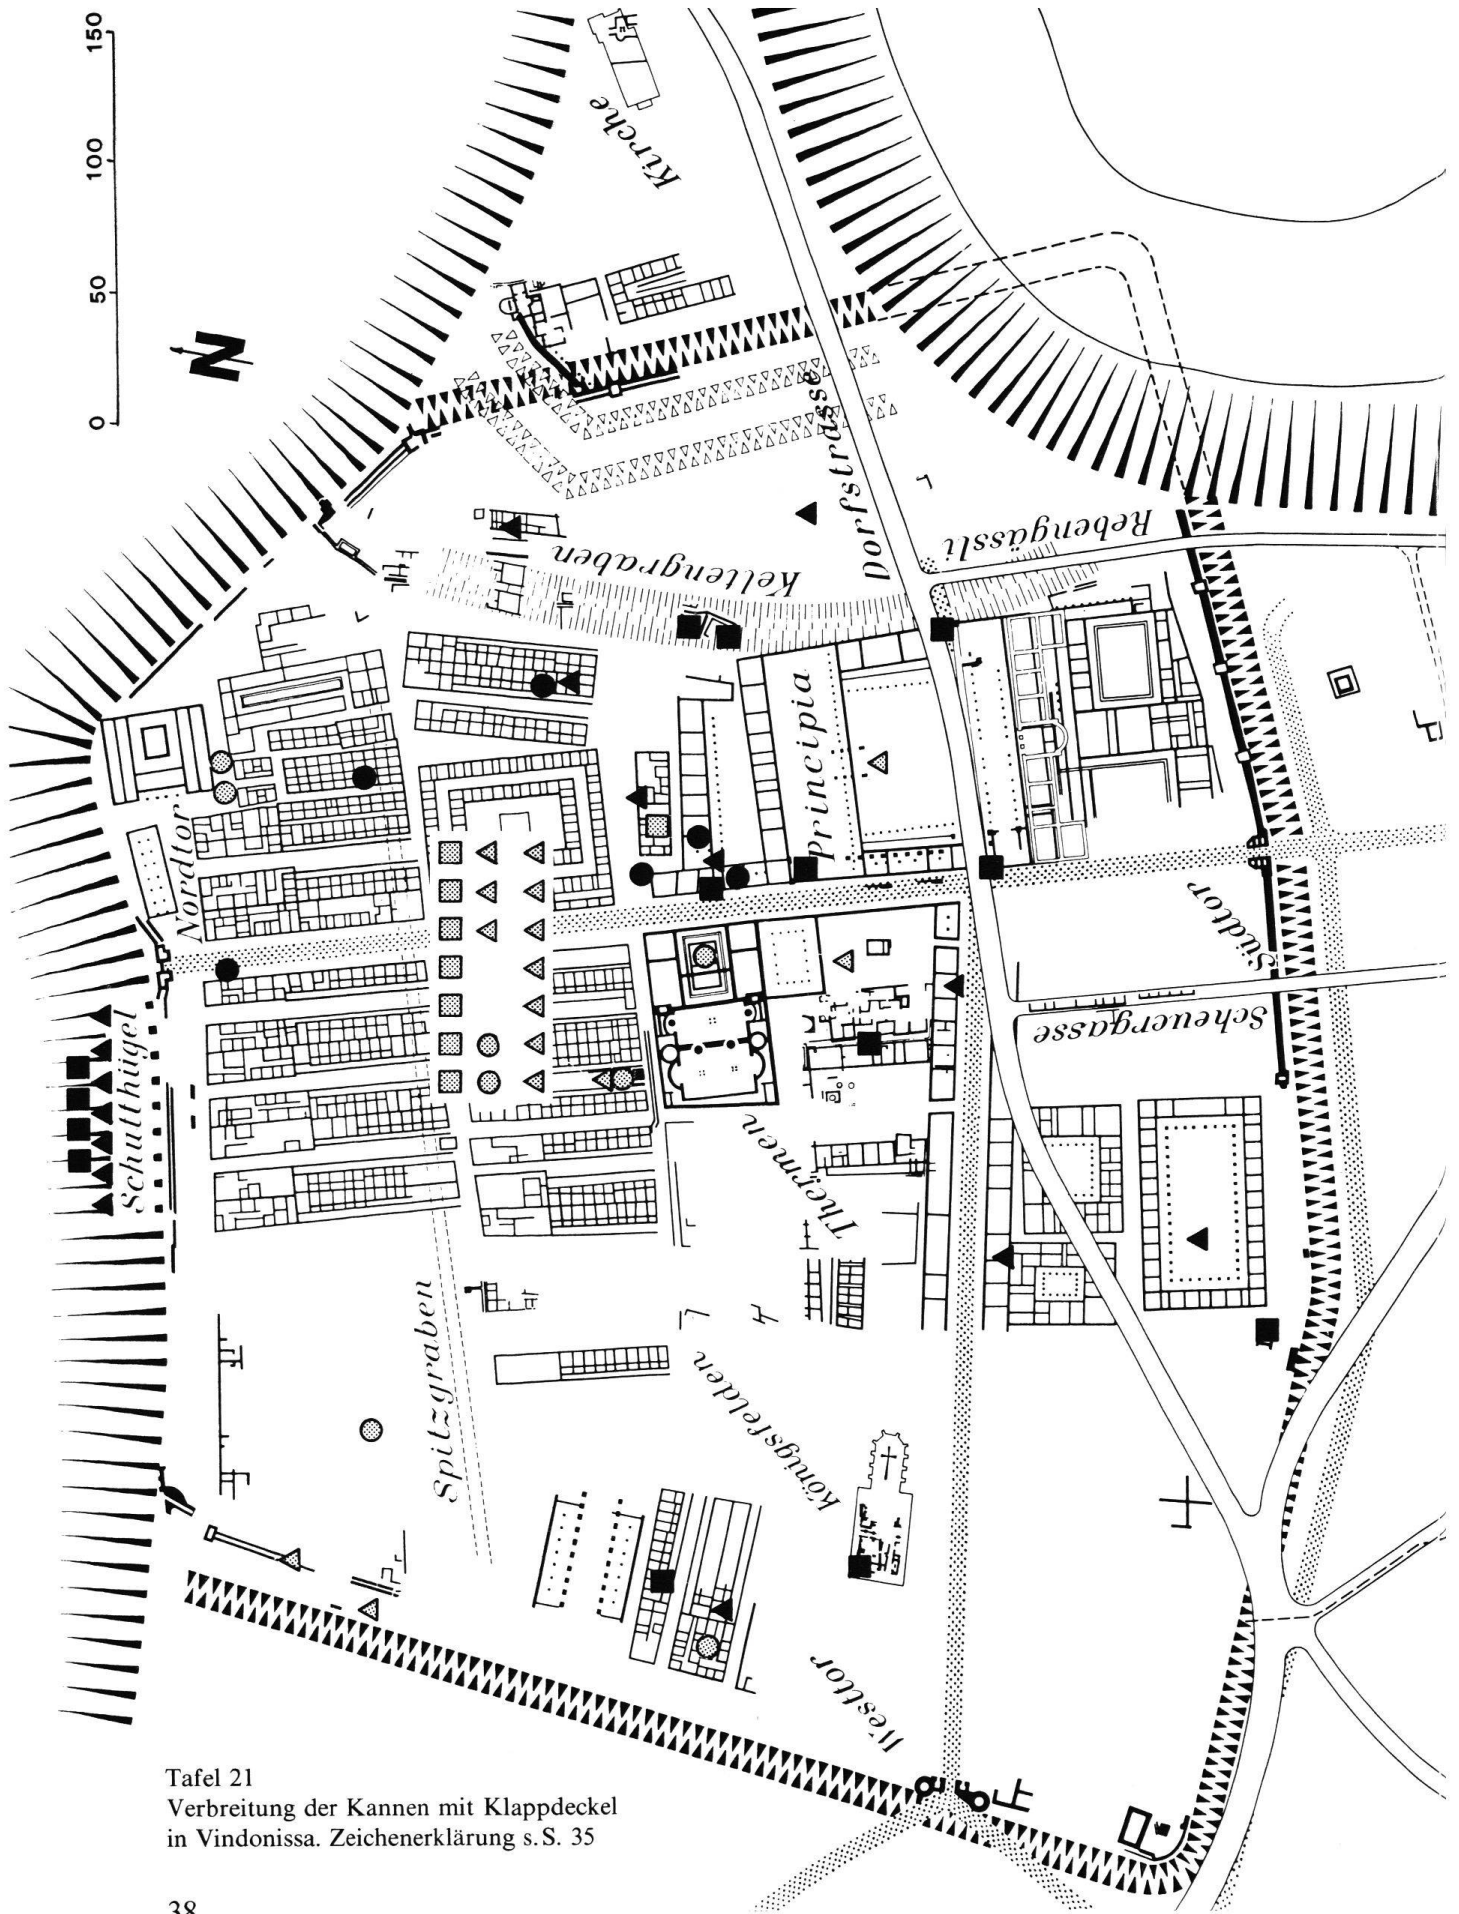 150
100
50
0
N
Kirche
Dorfstrasse
Keltengraben
Rebengässli
Principia
Nordtor
Südtor
Scheuergasse
Schutthügel
Thermen
Spitzgraben
Königsfelden
Westtor
Tafel 21
Verbreitung der Kannen mit Klappdeckel
in Vindonissa. Zeichenerklärung s. S. 35
38